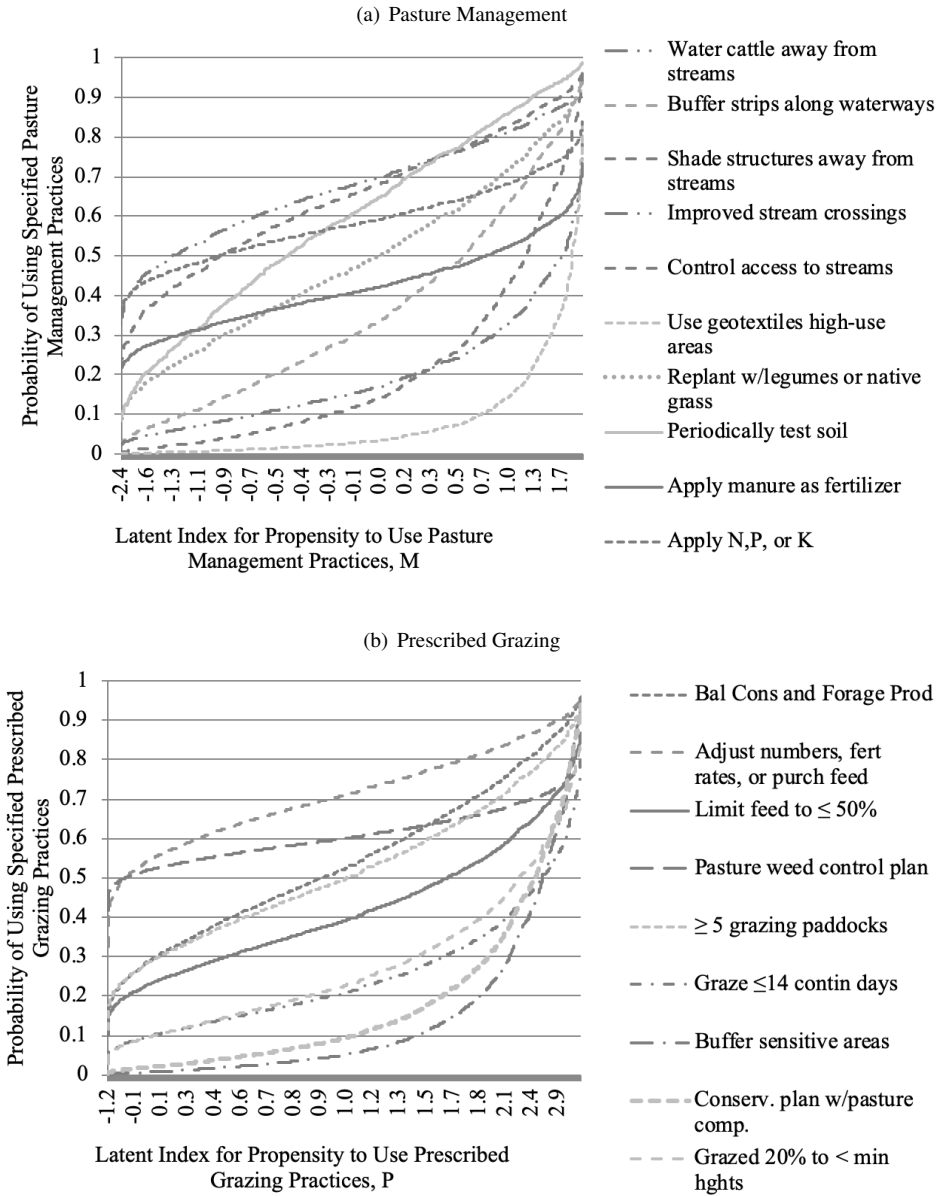 (a) Pasture Management
Probability of Using Specified Pasture
Management Practices
1
0.9
0.8
0.7
0.6
0.5
0.4
0.3
0.2
0.1
0
-2.4
-1.6
-1.3
-1.1
-0.9
-0.7
-0.5
-0.4
-0.3
-0.1
0.0
0.2
0.4
0.5
0.7
1.0
1.3
1.7
Latent Index for Propensity to Use Pasture
Management Practices, M
Water cattle away from
streams
Buffer strips along waterways
Shade structures away from
streams
Improved stream crossings
Control access to streams
Use geotextiles high-use
areas
Replant w/legumes or native
grass
Periodically test soil
Apply manure as fertilizer
Apply N,P, or K
(b) Prescribed Grazing
Probability of Using Specified Prescribed
Grazing Practices
1
0.9
0.8
0.7
0.6
0.5
0.4
0.3
0.2
0.1
0
-1.2
-0.1
0.1
0.3
0.4
0.6
0.7
0.8
0.9
1.0
1.2
1.3
1.5
1.7
1.8
2.1
2.4
2.9
Latent Index for Propensity to Use Prescribed
Grazing Practices, P
Bal Cons and Forage Prod
Adjust numbers, fert
rates, or purch feed
Limit feed to ≤ 50%
Pasture weed control plan
≥ 5 grazing paddocks
Graze ≤14 contin days
Buffer sensitive areas
Conserv. plan w/pasture
comp.
Grazed 20% to < min
hghts